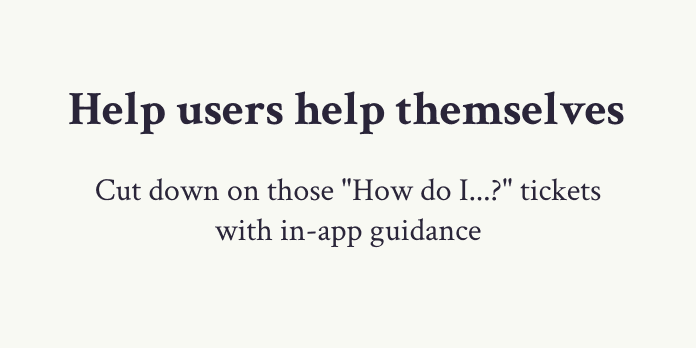 Help users help themselves
Cut down on those "How do I...?" tickets
with in-app guidance